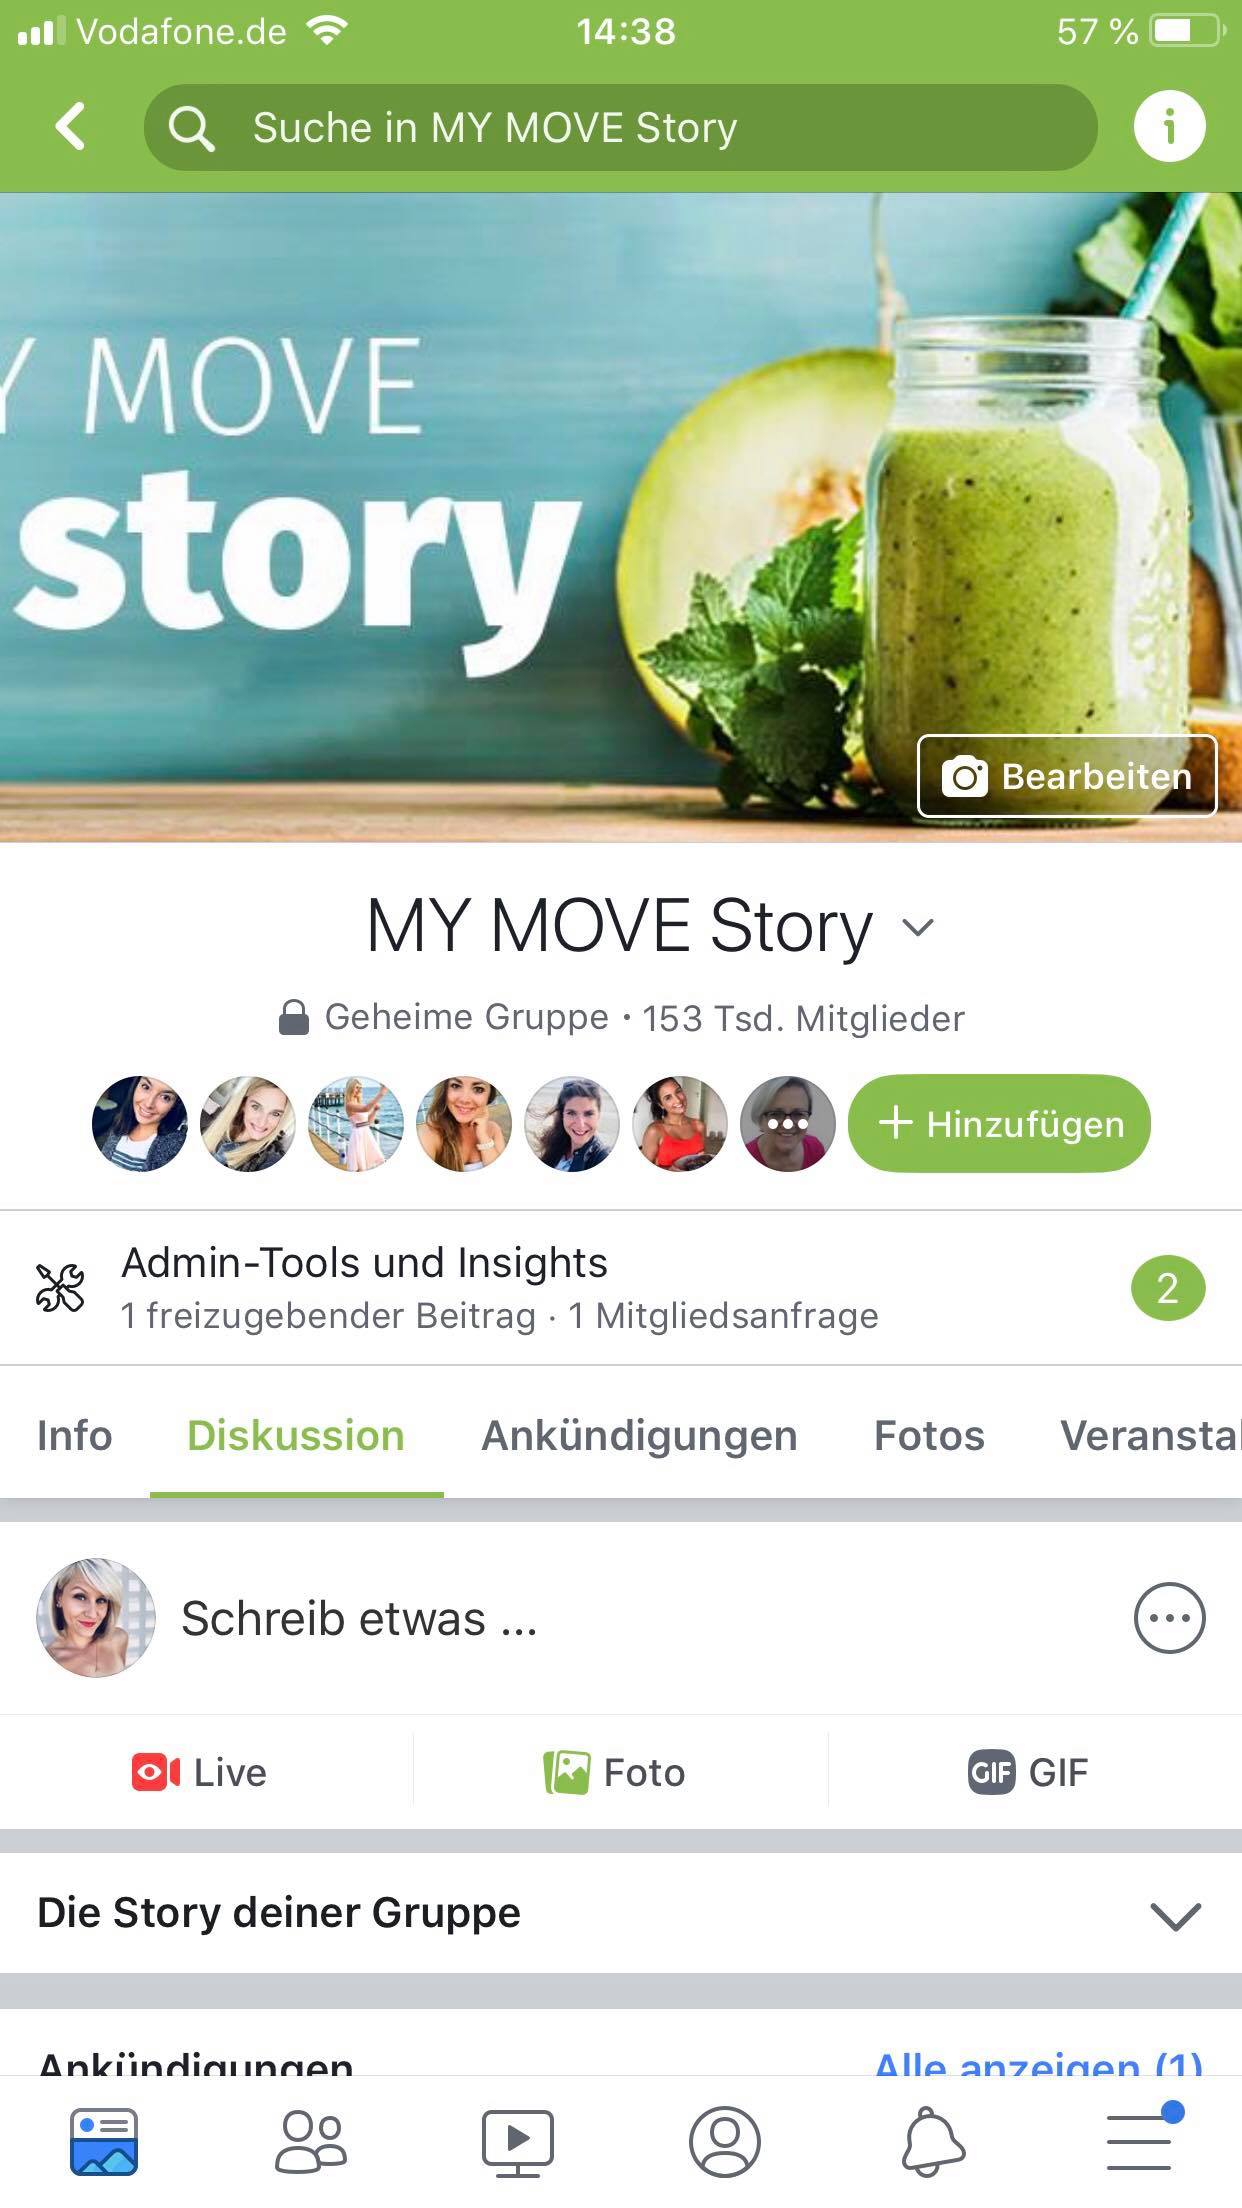 Vodafone.de
14:38
57 %
Suche in MY MOVE Story
Y MOVE
story
Bearbeiten
MY MOVE Story
Geheime Gruppe • 153 Tsd. Mitglieder
Hinzufügen
Admin-Tools und Insights
1 freizugebender Beitrag · 1 Mitgliedsanfrage
2
Info Diskussion Ankündigungen Fotos Veranstal
Schreib etwas ...
Live
Foto
GIF GIF
Die Story deiner Gruppe
Ankündigungen Alle anzeigen (1)